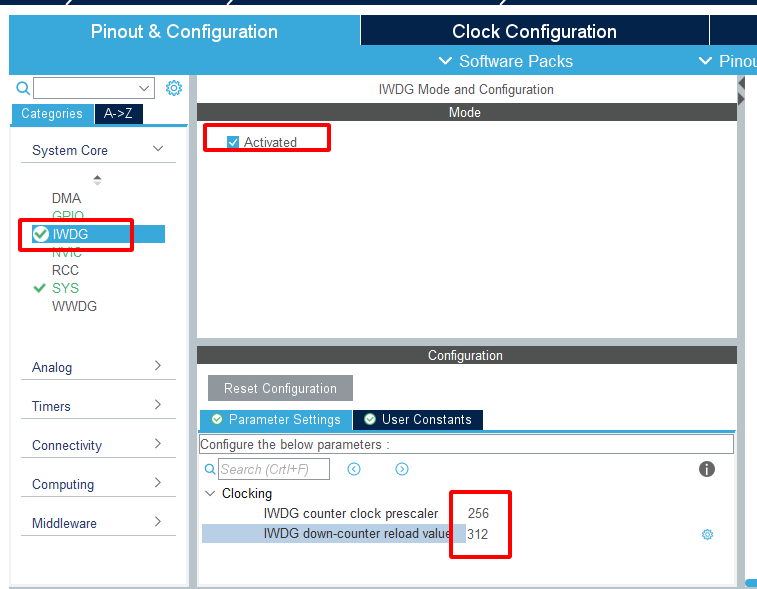 Pinout & Configuration
Clock Configuration
Software Packs
Pinou
Categories
A->Z
System Core
DMA
GPIO
IWDG
NVIC
RCC
SYS
WWDG
Analog
Timers
Connectivity
Computing
Middleware
IWDG Mode and Configuration
Mode
Activated
Configuration
Reset Configuration
Parameter Settings
User Constants
Configure the below parameters :
Search (Crtl+F)
Clocking
IWDG counter clock prescaler 256
IWDG down-counter reload value 312